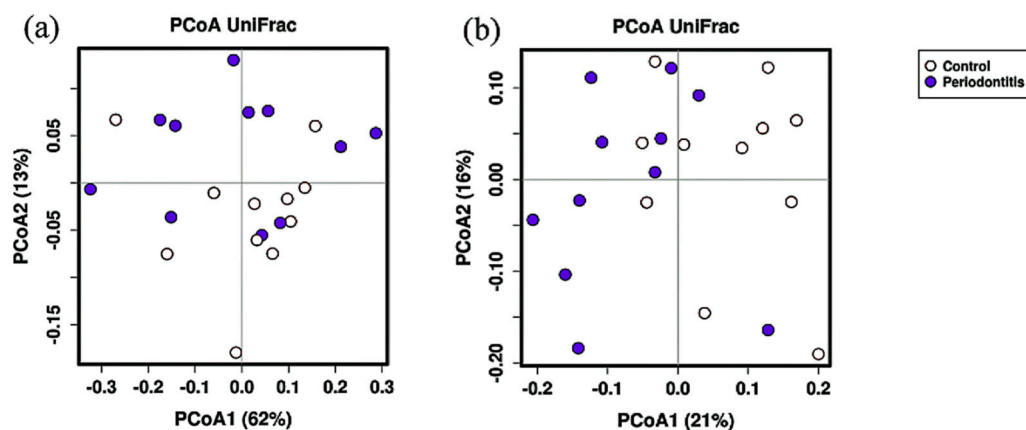 (a)
PCoA UniFrac
PCoA2 (13%)
0.05
-0.05
-0.15
-0.3 -0.2 -0.1 0.0 0.1 0.2 0.3
PCoA1 (62%)
(b)
PCoA UniFrac
PCoA2 (16%)
0.10
0.00
-0.10
-0.20
-0.2 -0.1 0.0 0.1 0.2
PCoA1 (21%)
Control
Periodontitis